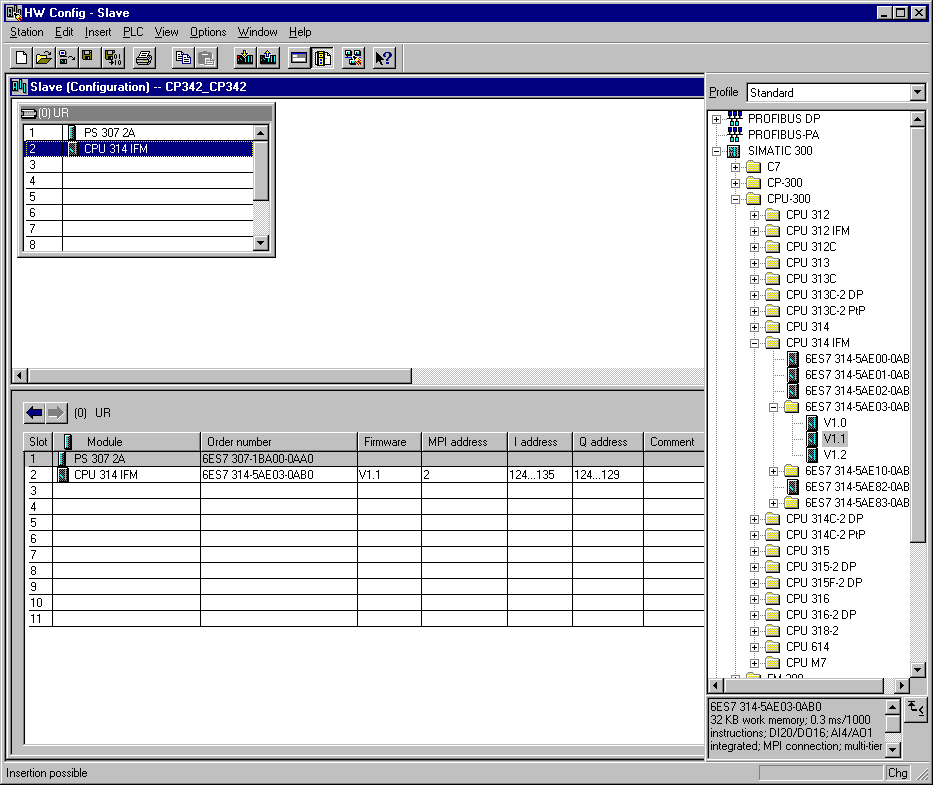 HW Config - Slave
Station Edit Insert PLC View Options Window Help
Slave (Configuration) -- CP342_CP342
(0) UR
1 PS 307 2A
2 CPU 314 IFM
3
4
5
6
7
8
(0) UR
Slot Module Order number Firmware MPI address I address Q address Comment
1 PS 307 2A 6ES7 307-1BA00-0AA0
2 CPU 314 IFM 6ES7 314-5AE03-0AB0 V1.1 2 124...135 124...129
3
4
5
6
7
8
9
10
11
Profile Standard
PROFIBUS DP
PROFIBUS-PA
SIMATIC 300
C7
CP-300
CPU-300
CPU 312
CPU 312 IFM
CPU 312C
CPU 313
CPU 313C
CPU 313C-2 DP
CPU 313C-2 PtP
CPU 314
CPU 314 IFM
6ES7 314-5AE00-0AB
6ES7 314-5AE01-0AB
6ES7 314-5AE02-0AB
6ES7 314-5AE03-0AB
V1.0
V1.1
V1.2
6ES7 314-5AE10-0AB
6ES7 314-5AE82-0AB
6ES7 314-5AE83-0AB
CPU 314C-2 DP
CPU 314C-2 PtP
CPU 315
CPU 315-2 DP
CPU 315F-2 DP
CPU 316
CPU 316-2 DP
CPU 318-2
CPU 614
CPU M7
FM-300
6ES7 314-5AE03-0AB0
32 KB work memory; 0.3 ms/1000
instructions; DI20/DO16; AI4/AO1
integrated; MPI connection; multi-tier
Insertion possible
Chg